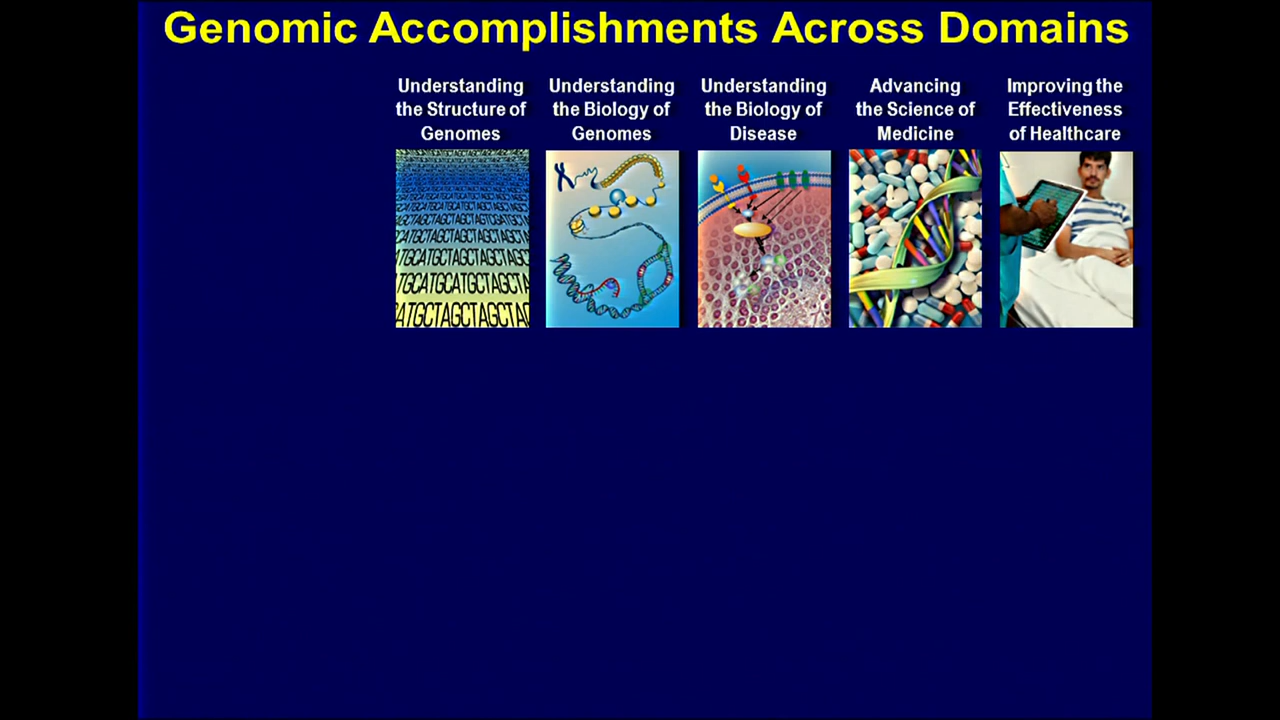 Genomic Accomplishments Across Domains
Understanding
the Structure of
Genomes
Understanding
the Biology of
Genomes
Understanding
the Biology of
Disease
Advancing
the Science of
Medicine
Improving the
Effectiveness
of Healthcare